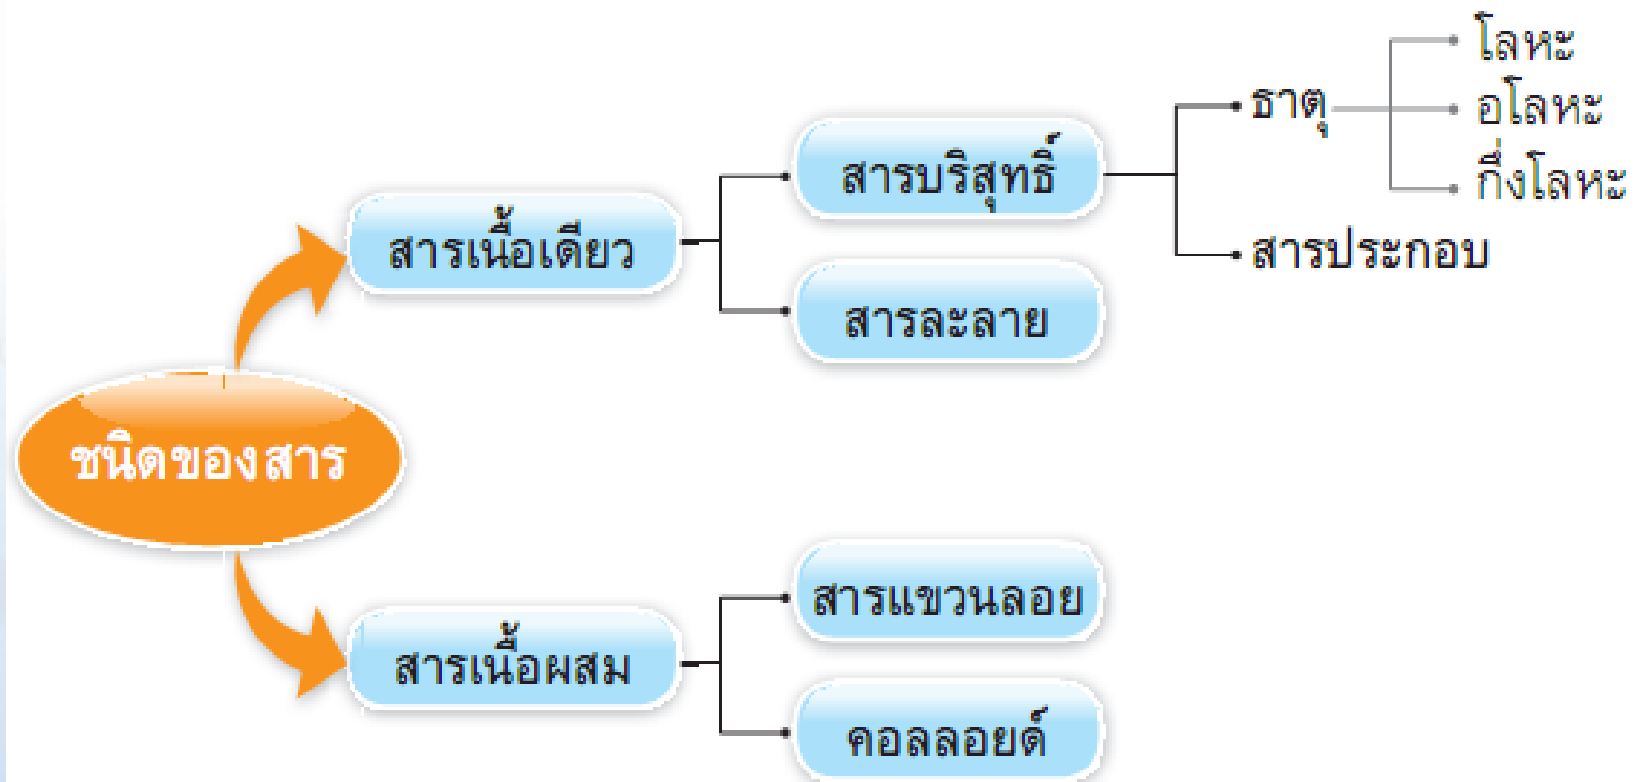 โลหะ
ธาตุ
อโลหะ
สารบริสุทธิ์
กึ่งโลหะ
สารเนื้อเดียว
สารประกอบ
สารละลาย
ชนิดของสาร
สารแขวนลอย
สารเนื้อผสม
คอลลอยด์